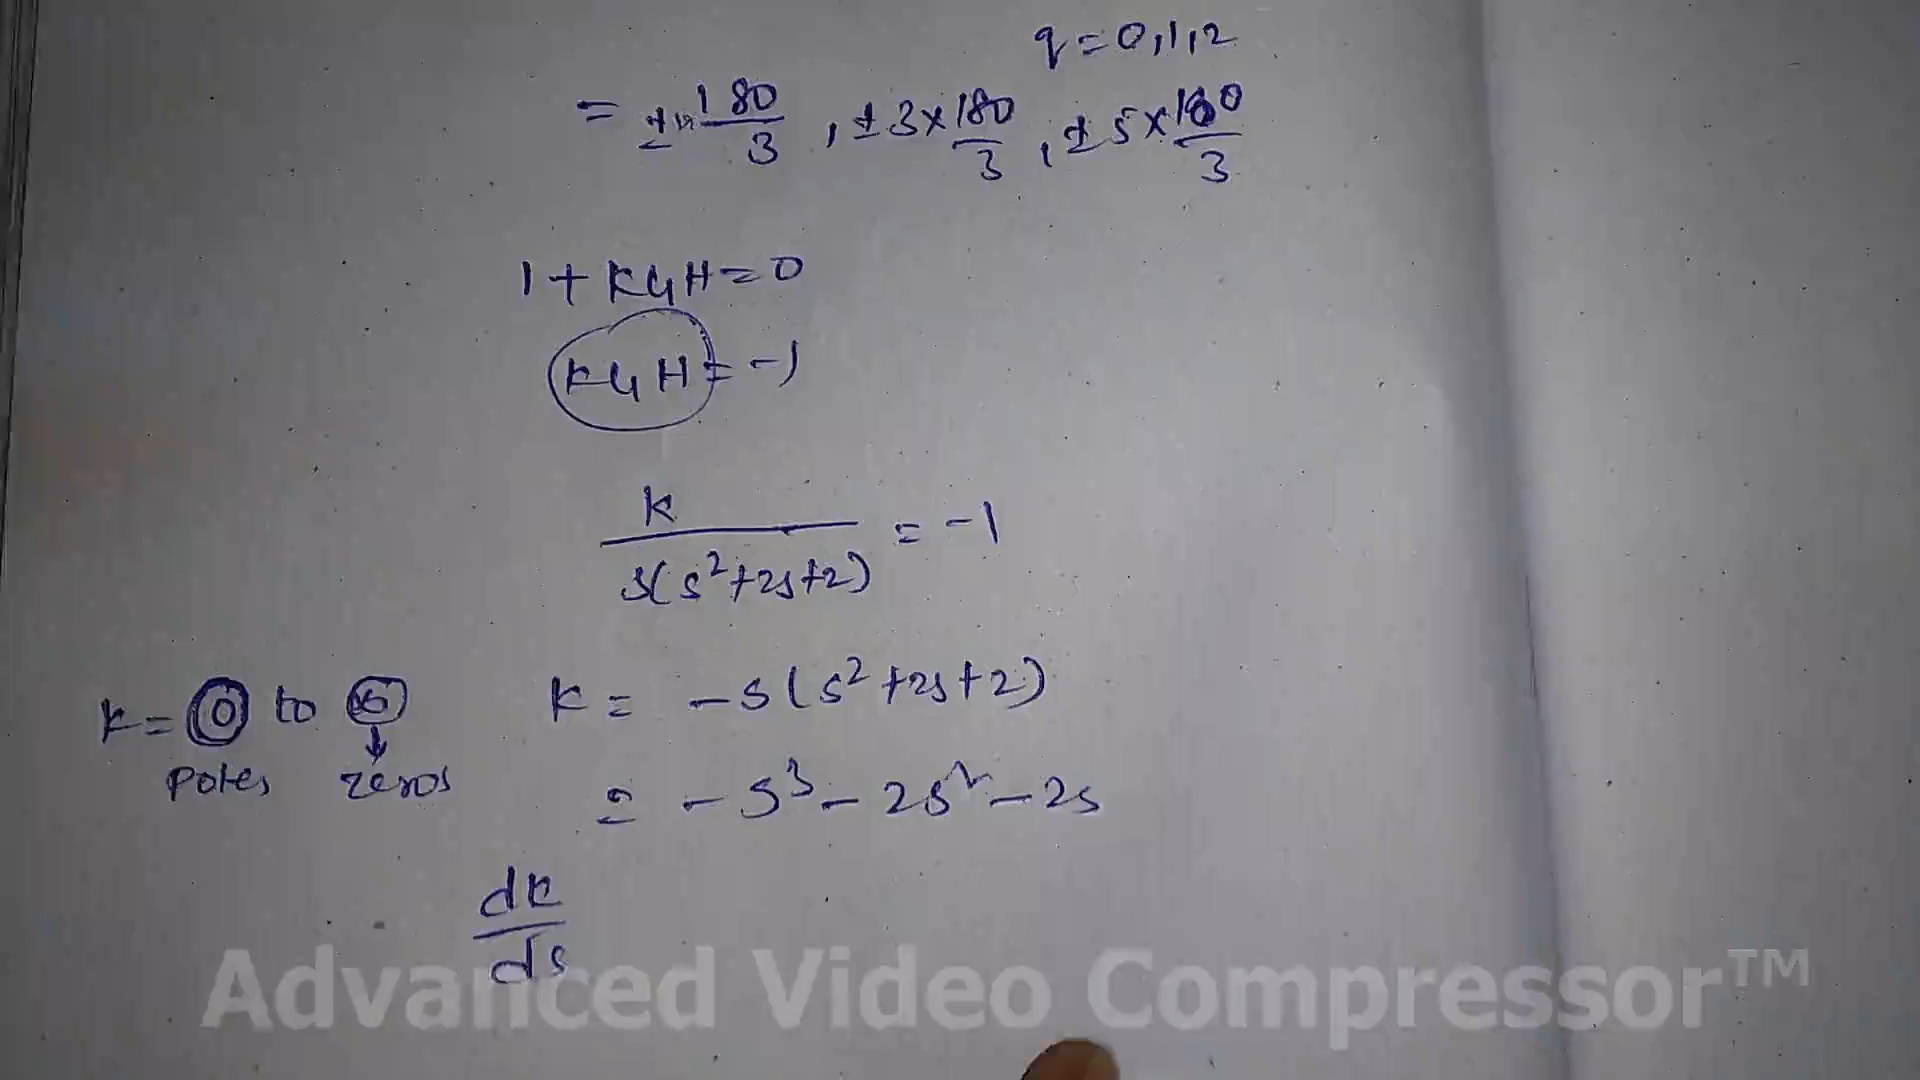 q = 0, 1, 2
= ± 180/3 , ± 3 × 180/3 , ± 5 × 180/3
1 + KGH = 0
KGH = -1
K / s(s²+2s+2) = -1
K = 0 to ∞
poles zeros
K = -s(s²+2s+2)
= -s³ - 2s² - 2s
dK/ds
Advanced Video Compressor™